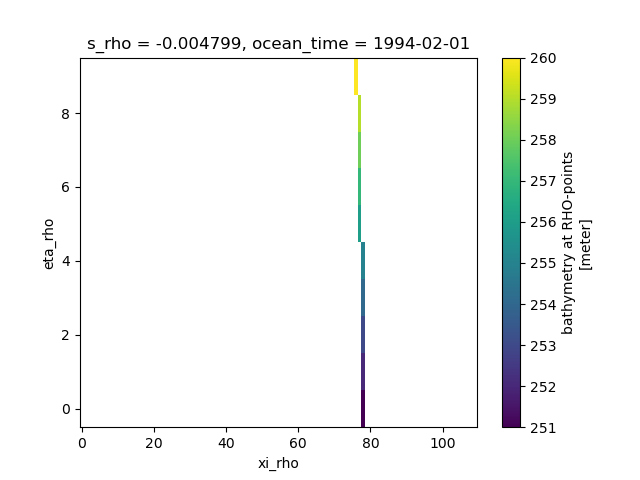 s_rho = -0.004799, ocean_time = 1994-02-01
eta_rho
8
6
4
2
0
0 20 40 60 80 100
xi_rho
260
259
258
257
256
255
254
253
252
251
bathymetry at RHO-points
[meter]